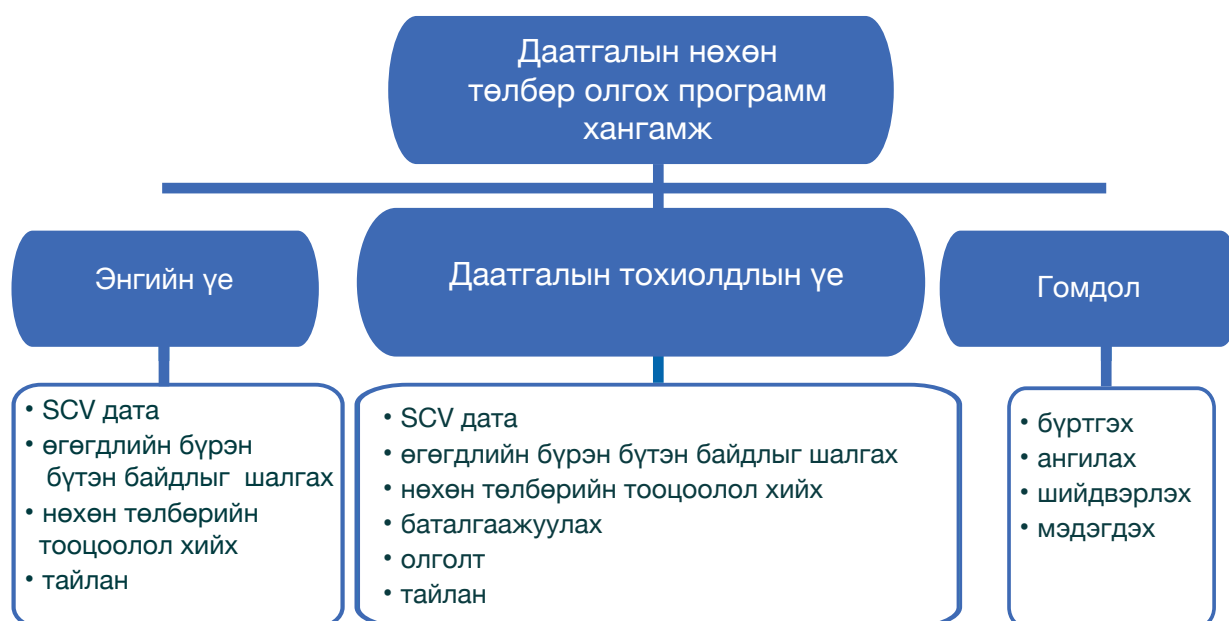 Даатгалын нөхөн
төлбөр олгох программ
хангамж
Энгийн үе
Даатгалын тохиолдлын үе
Гомдол
• SCV дата
• өгөгдлийн бүрэн
бүтэн байдлыг шалгах
• нөхөн төлбөрийн
тооцоолол хийх
• тайлан
• SCV дата
• өгөгдлийн бүрэн бүтэн байдлыг шалгах
• нөхөн төлбөрийн тооцоолол хийх
• баталгаажуулах
• олголт
• тайлан
• бүртгэх
• ангилах
• шийдвэрлэх
• мэдэгдэх